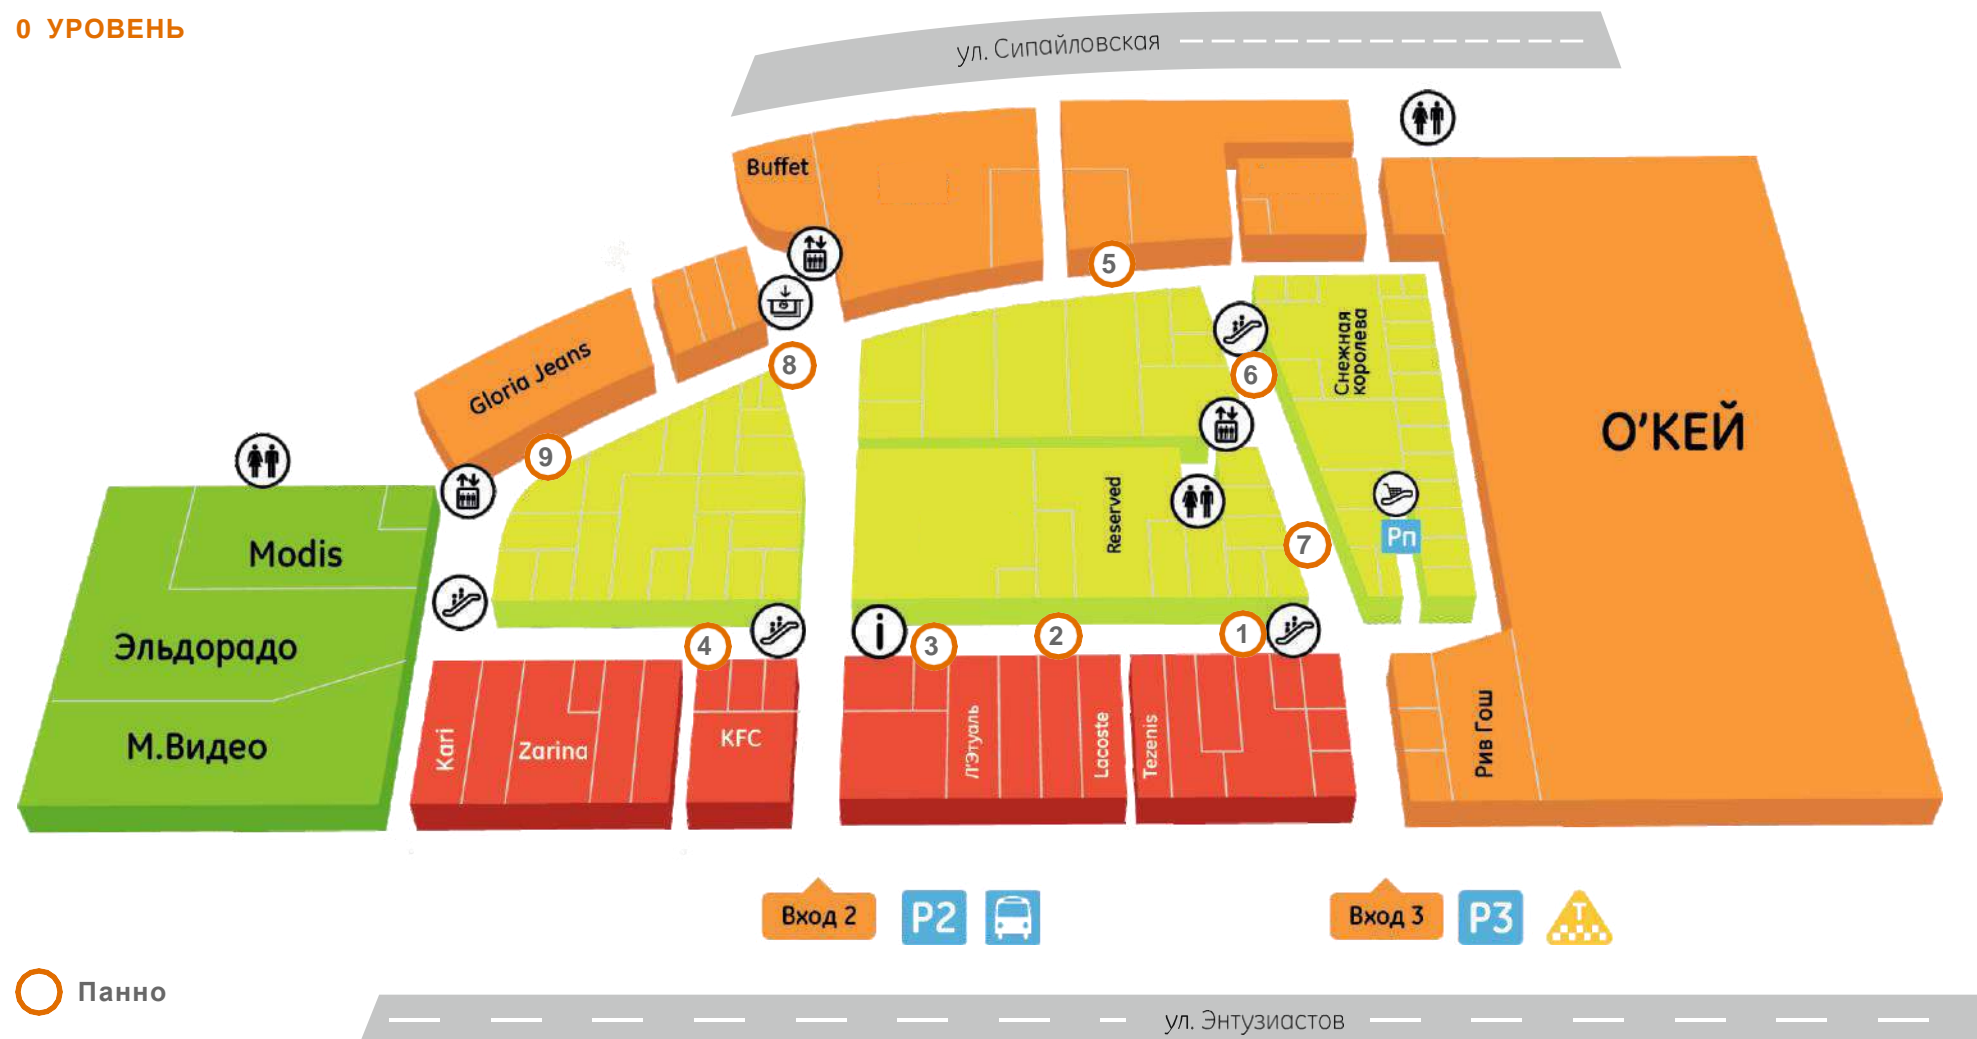 0 УРОВЕНЬ
ул. Сипайловская
Buffet
5
Gloria Jeans
8
6
Снежная
королева
О'КЕЙ
9
Modis
Reserved
7
Рп
Эльдорадо
4
i
3
2
1
М.Видео
Kari
Zarina
KFC
Л'Этуаль
Lacoste
Tezenis
Рив Гош
Вход 2
P2
Вход 3
P3
T
Панно
ул. Энтузиастов